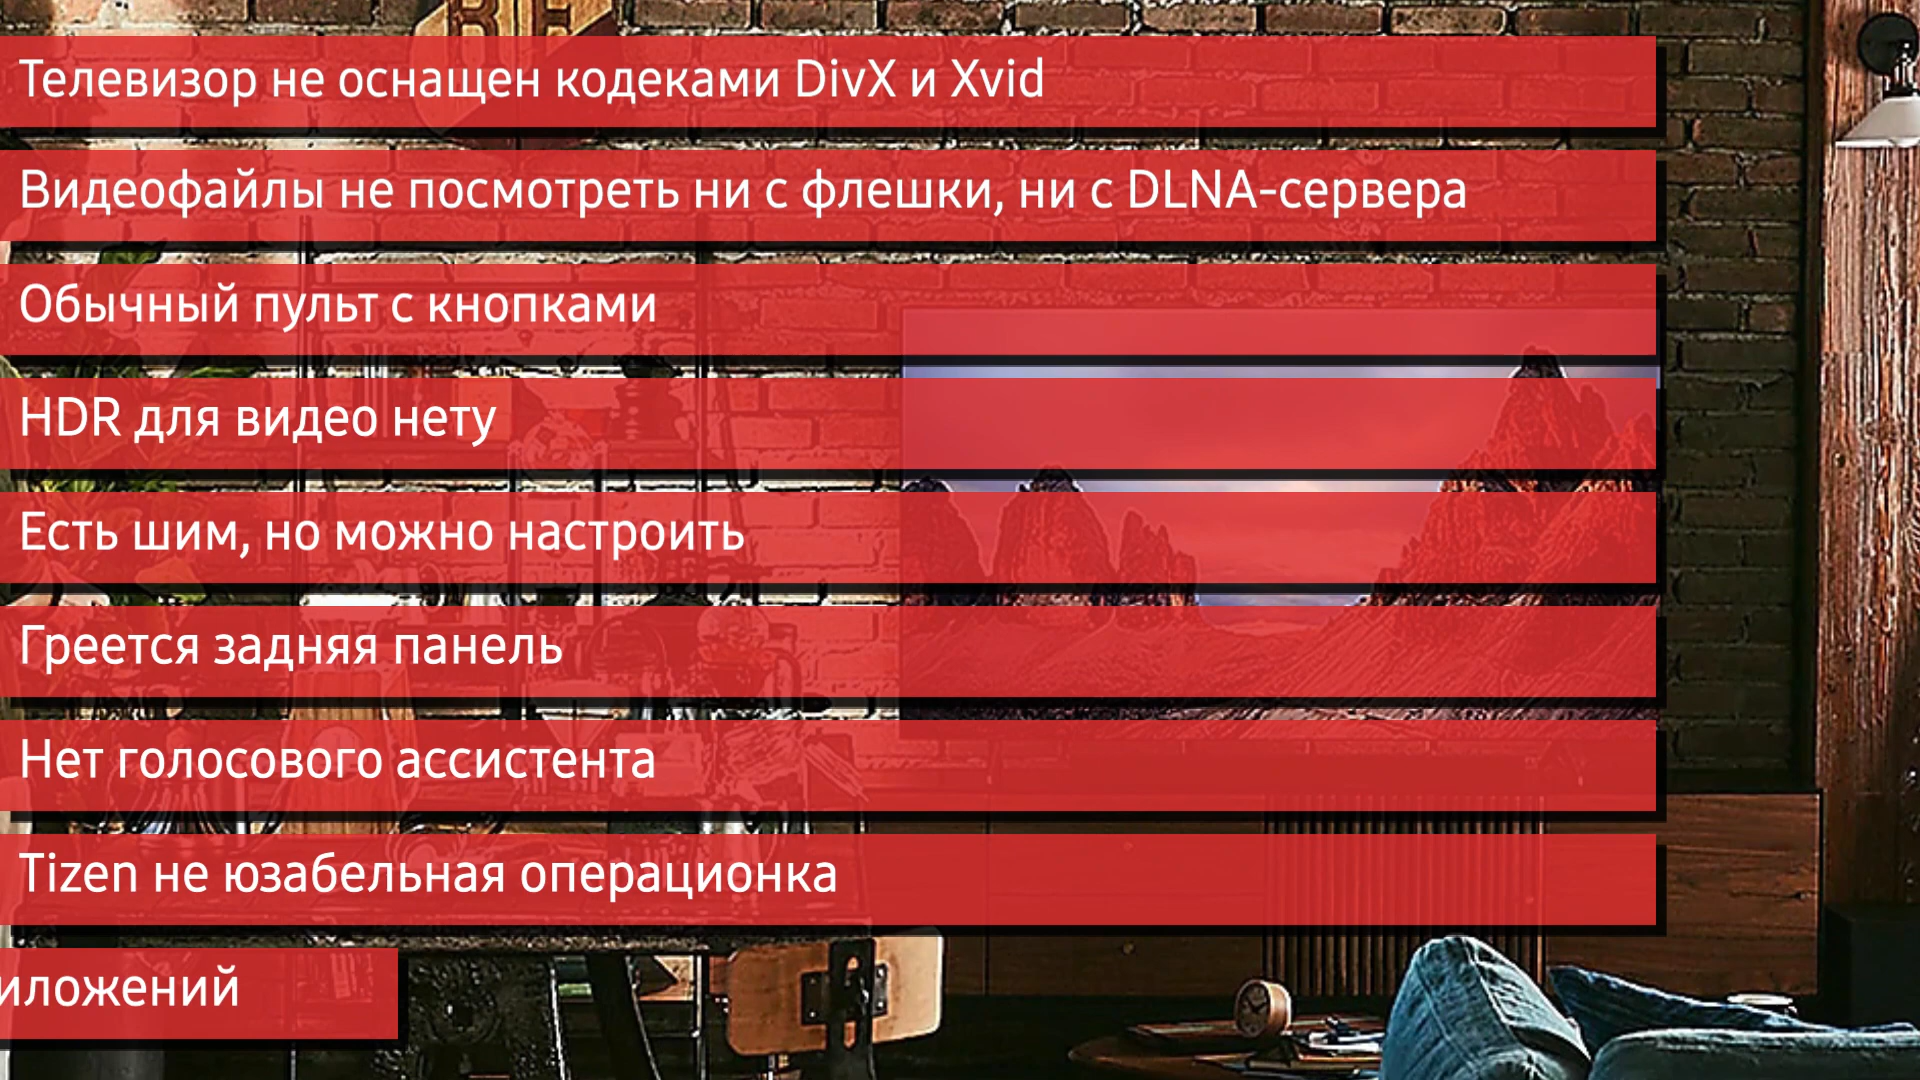 Телевизор не оснащен кодеками DivX и Xvid
Видеофайлы не посмотреть ни с флешки, ни с DLNA-сервера
Обычный пульт с кнопками
HDR для видео нету
Есть шим, но можно настроить
Греется задняя панель
Нет голосового ассистента
Tizen не юзабельная операционка
иложений